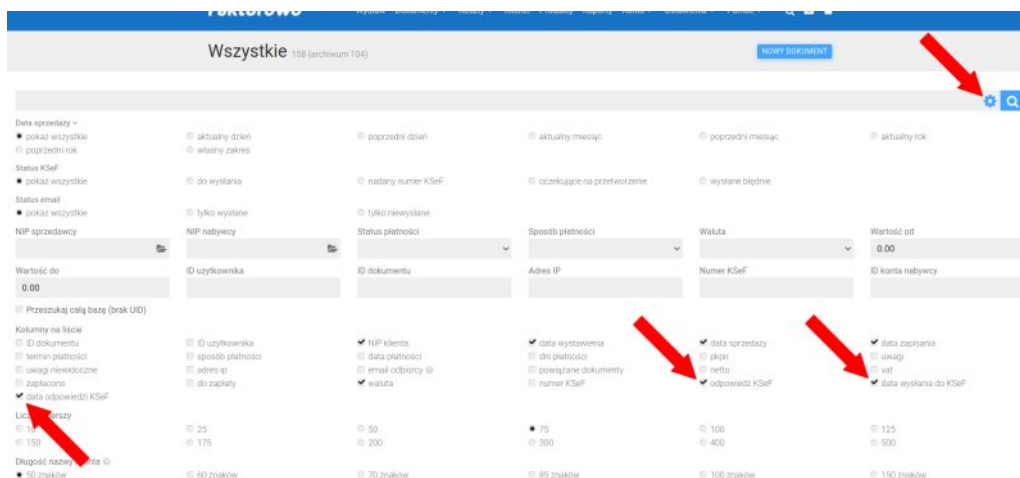 Wszystkie 158 (archiwum 104)
NOWY DOKUMENT
Data sprzedaży
pokaż wszystkie aktualny dzień poprzedni dzień aktualny miesiąc poprzedni miesiąc aktualny rok
poprzedni rok własny zakres
Status KSeF
pokaż wszystkie do wysłania nadany numer KSeF oczekujące na przetworzenie wysłane błędnie
Status email
pokaż wszystkie tylko wysłane tylko niewysłane
NIP sprzedawcy NIP nabywcy Status płatności Sposób płatności Waluta Wartość od
0.00
Wartość do ID użytkownika ID dokumentu Adres IP Numer KSeF ID konta nabywcy
0.00
Przeszukaj całą bazę (brak UID)
Kolumny na liście
ID dokumentu ID użytkownika NIP klienta data wystawienia data sprzedaży data zapisania
termin płatności sposób płatności data płatności dni płatności pkpir uwagi
uwagi niewidoczne adres ip email odbiorcy powiązane dokumenty netto vat
zapłacono do zapłaty waluta numer KSeF odpowiedź KSeF data wysłania do KSeF
data odpowiedzi KSeF
25 50 75 100 125
150 175 200 300 400 500
Długość nazwy
50 znaków 60 znaków 70 znaków 85 znaków 100 znaków 150 znaków